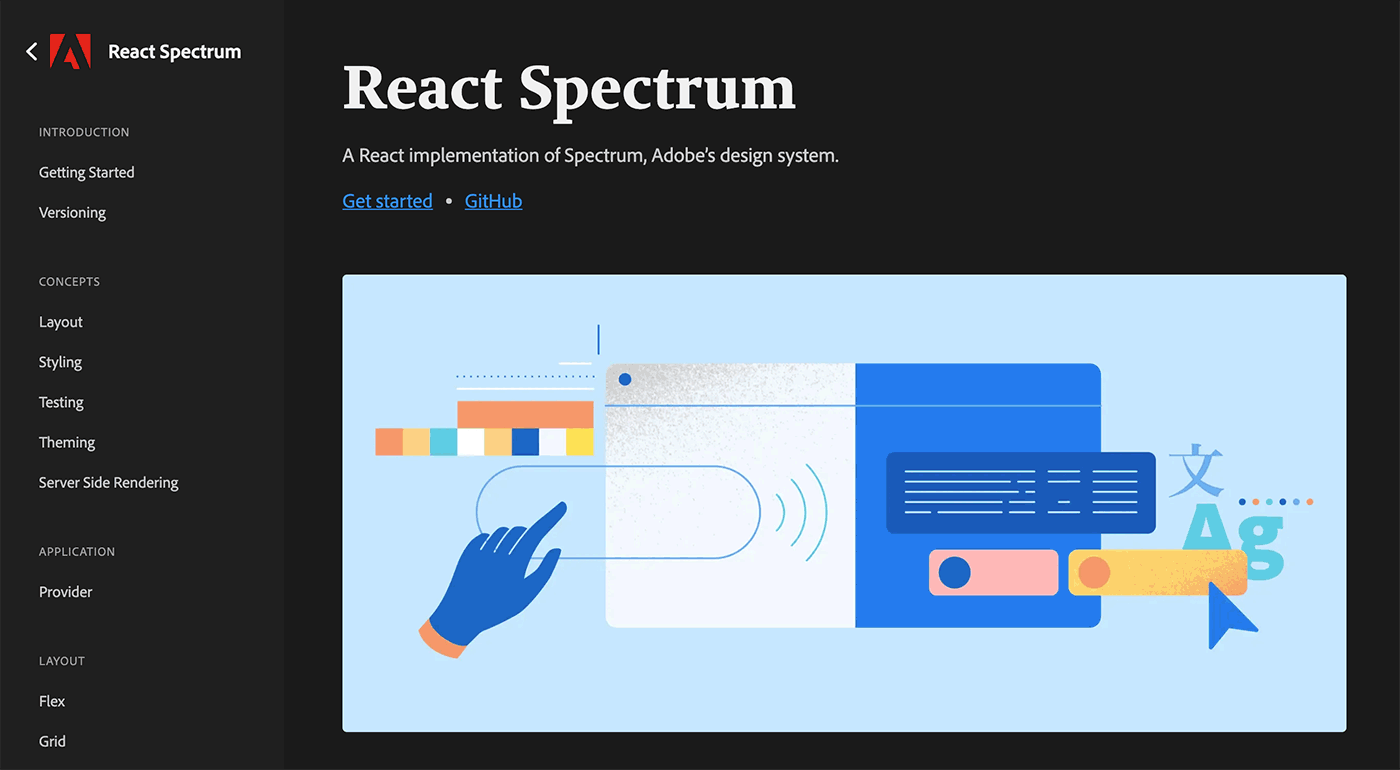 React Spectrum
INTRODUCTION
Getting Started
Versioning
CONCEPTS
Layout
Styling
Testing
Theming
Server Side Rendering
APPLICATION
Provider
LAYOUT
Flex
Grid
React Spectrum
A React implementation of Spectrum, Adobe’s design system.
Get started • GitHub
文
Ag